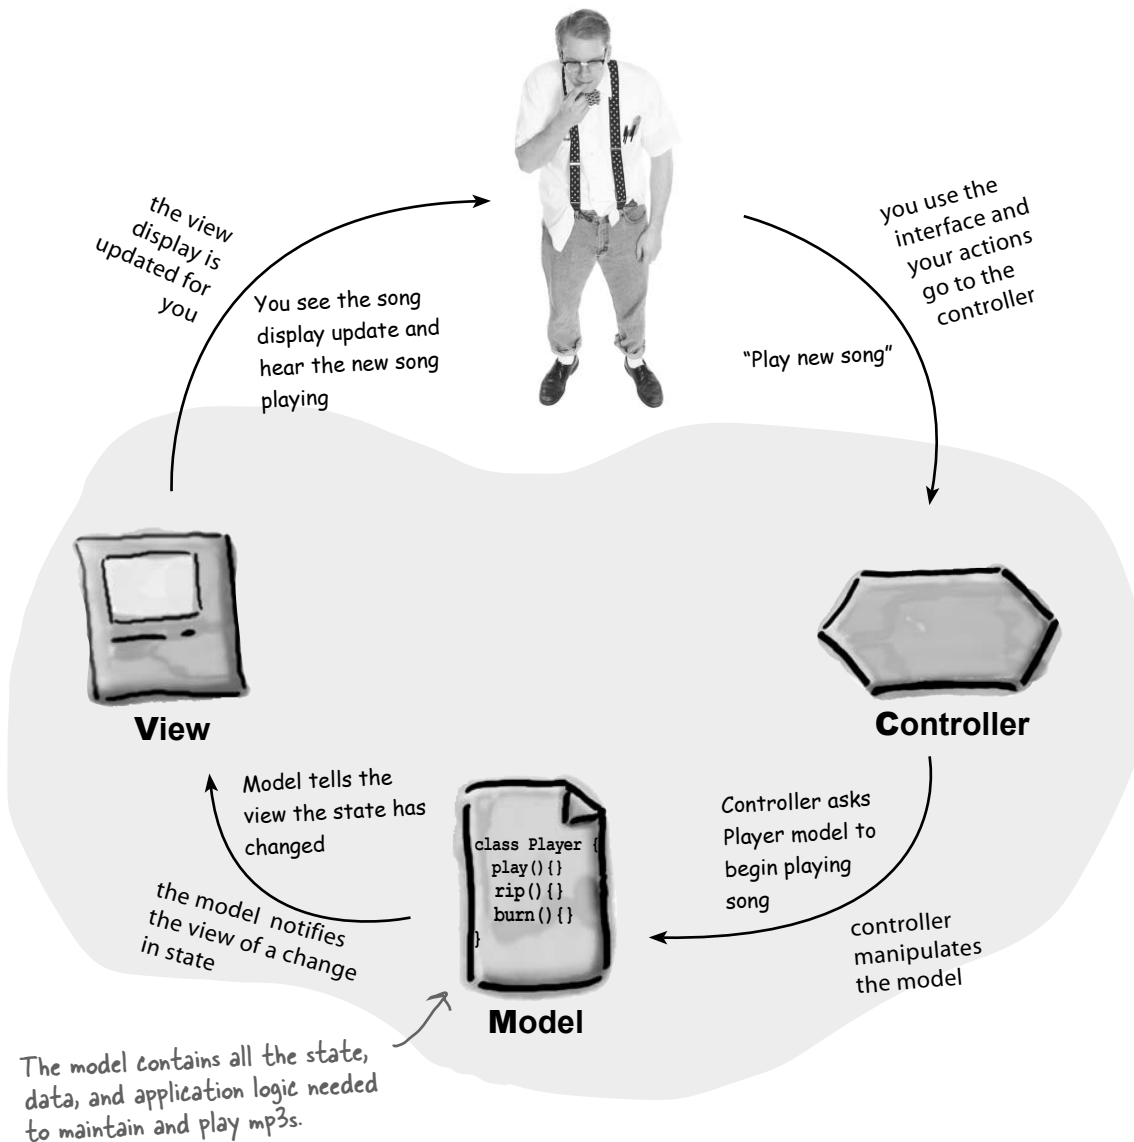 the view
display is
updated for
you
You see the song
display update and
hear the new song
playing
you use the
interface and
your actions
go to the
controller
“Play new song”
View
Controller
Model tells the
view the state has
changed
the model notifies
the view of a change
in state
class Player {
play(){}
rip(){}
burn(){}
}
Controller asks
Player model to
begin playing
song
controller
manipulates
the model
Model
The model contains all the state,
data, and application logic needed
to maintain and play mp3s.